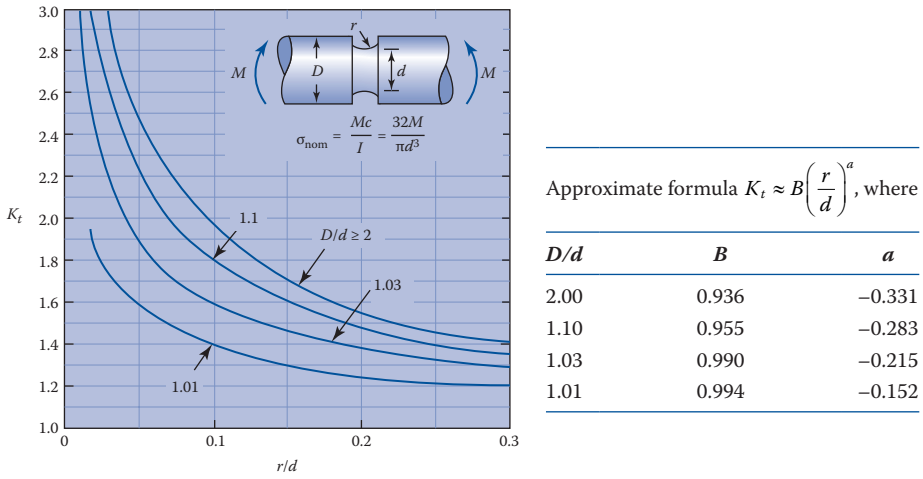 3.0
2.8
2.6
2.4
2.2
2.0
1.8
1.6
1.4
1.2
1.0
K_t
0
0.1
0.2
0.3
r/d
r
M
D
d
M
σ_nom = Mc/I = 32M/πd³
1.1
D/d ≥ 2
1.03
1.01
Approximate formula K_t ≈ B(r/d)^a, where
D/d B a
2.00 0.936 −0.331
1.10 0.955 −0.283
1.03 0.990 −0.215
1.01 0.994 −0.152